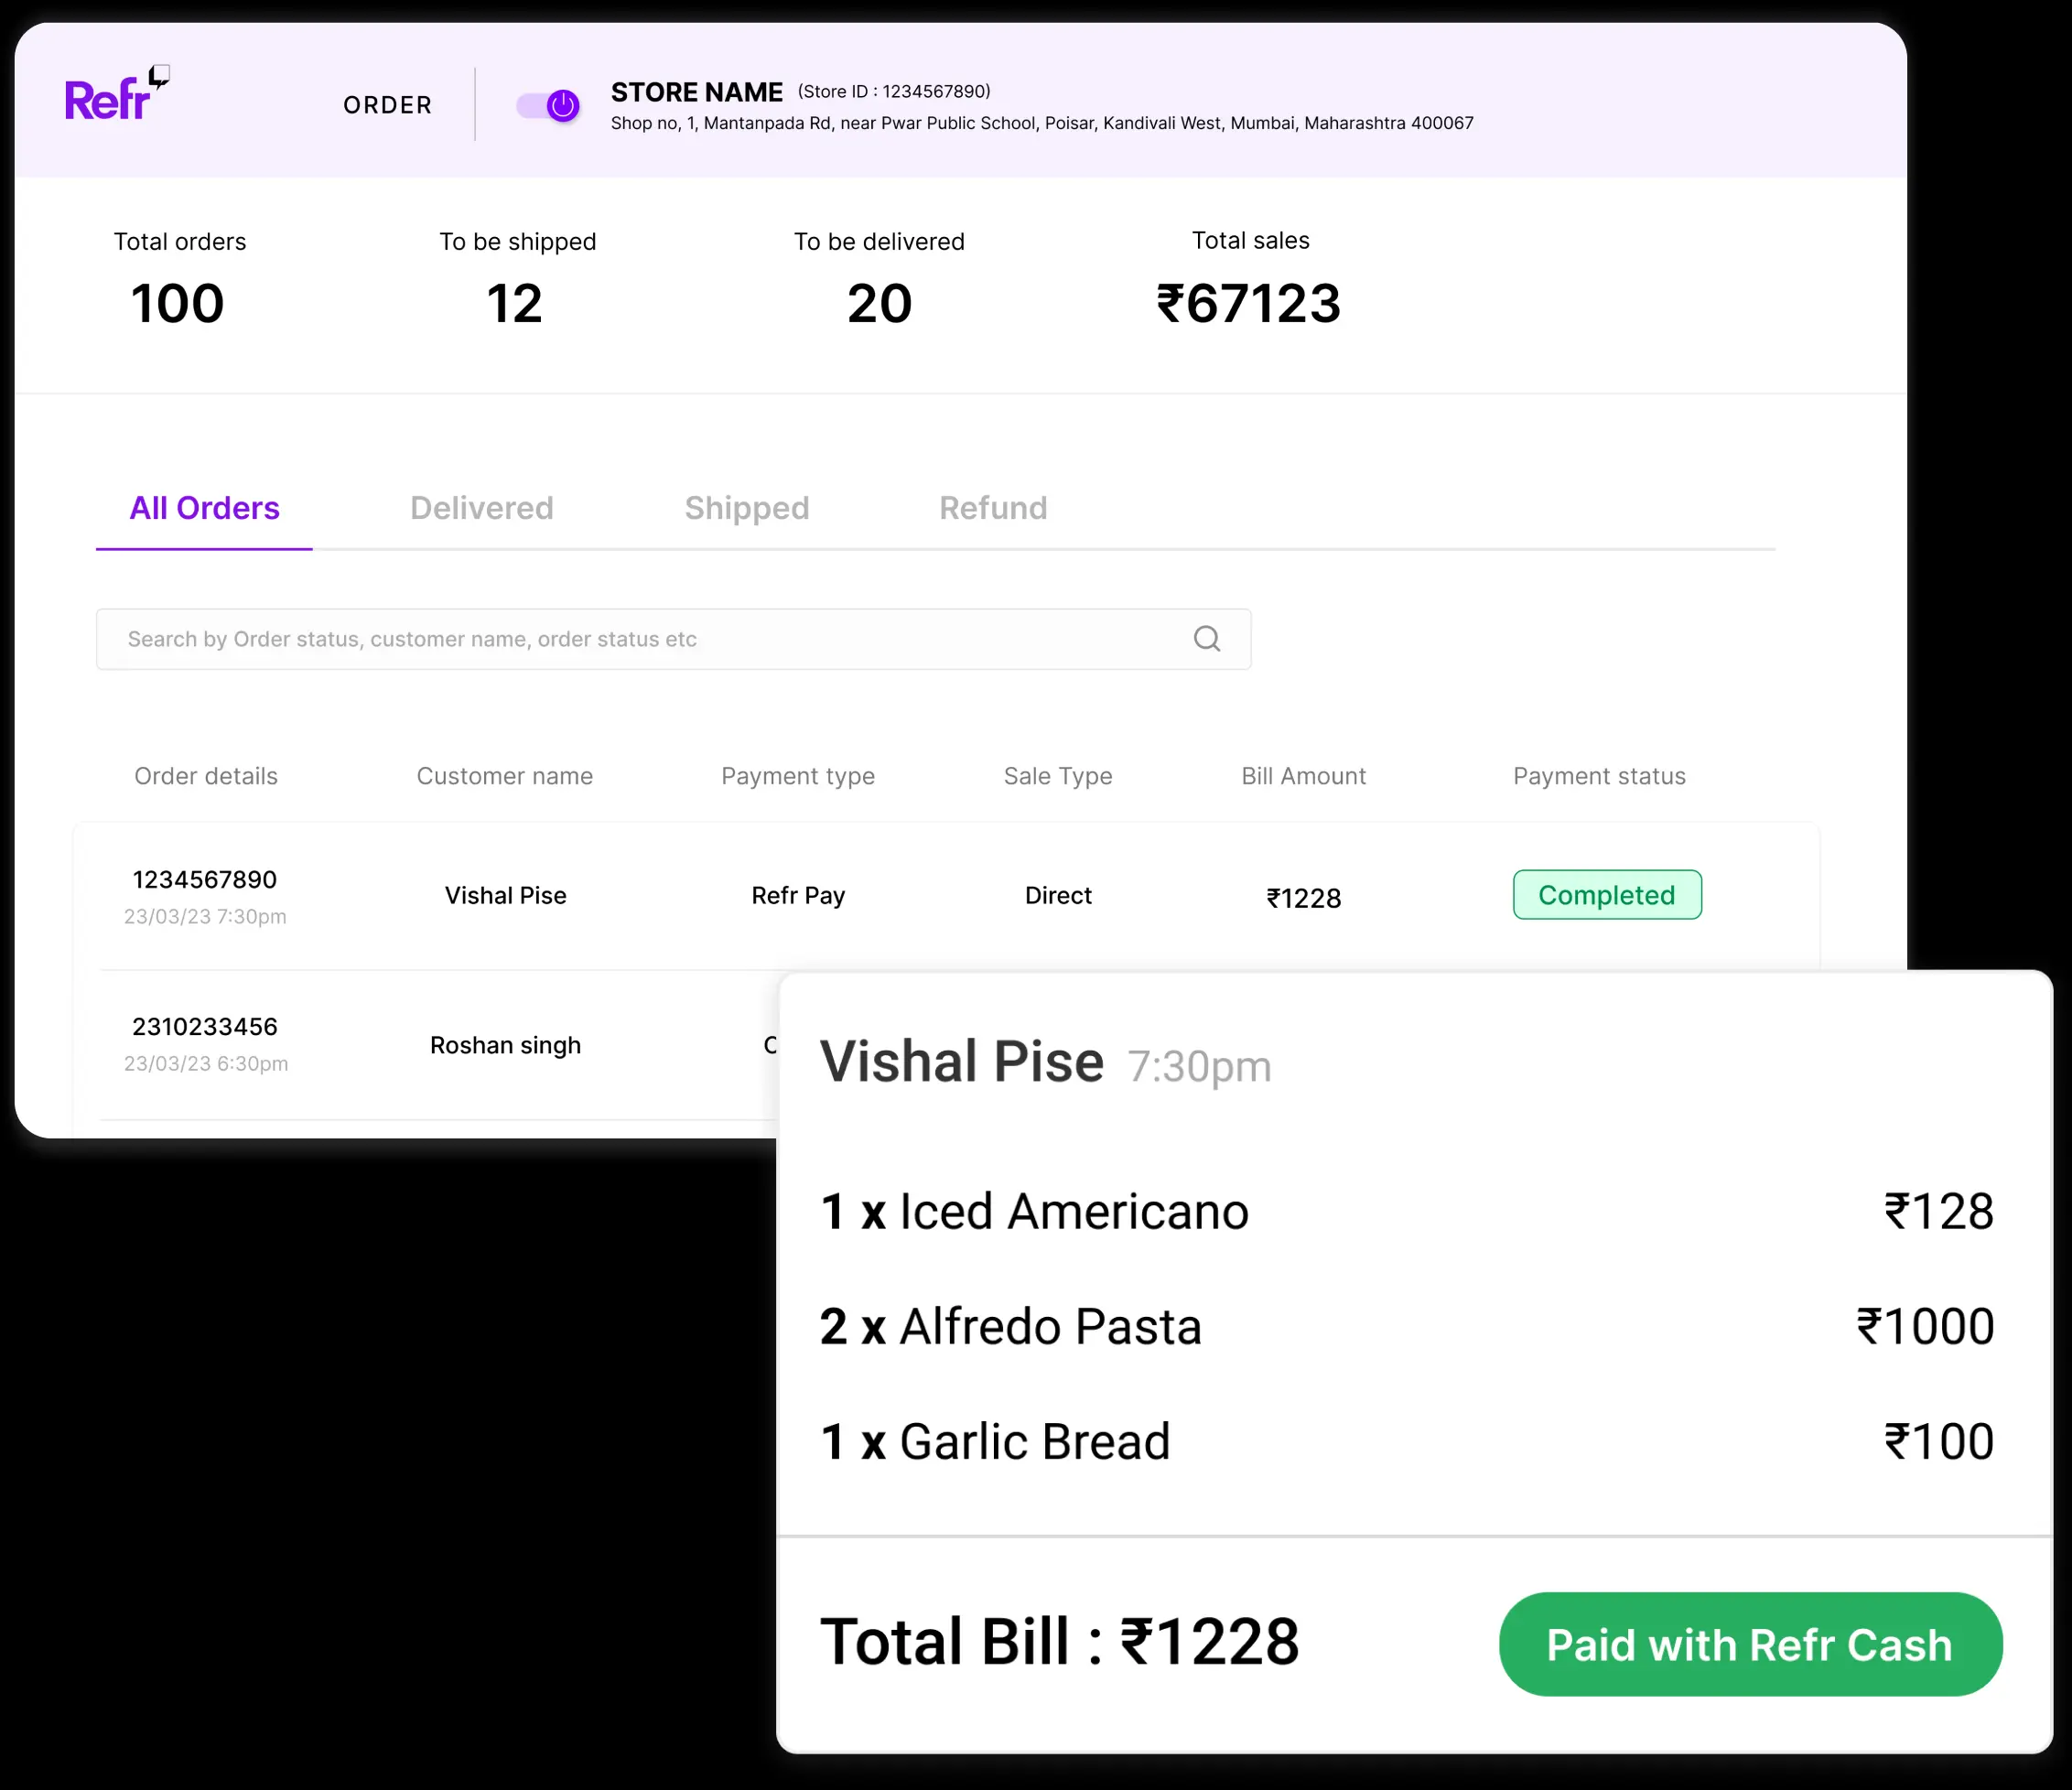 Refr
ORDER
STORE NAME (Store ID : 1234567890)
Shop no, 1, Mantanpada Rd, near Pwar Public School, Poisar, Kandivali West, Mumbai, Maharashtra 400067
Total orders To be shipped To be delivered Total sales
100 12 20 ₹67123
All Orders Delivered Shipped Refund
Search by Order status, customer name, order status etc
Order details Customer name Payment type Sale Type Bill Amount Payment status
1234567890 Vishal Pise Refr Pay Direct ₹1228 Completed
23/03/23 7:30pm
2310233456 Roshan singh
23/03/23 6:30pm
Vishal Pise 7:30pm
1 x Iced Americano ₹128
2 x Alfredo Pasta ₹1000
1 x Garlic Bread ₹100
Total Bill : ₹1228 Paid with Refr Cash